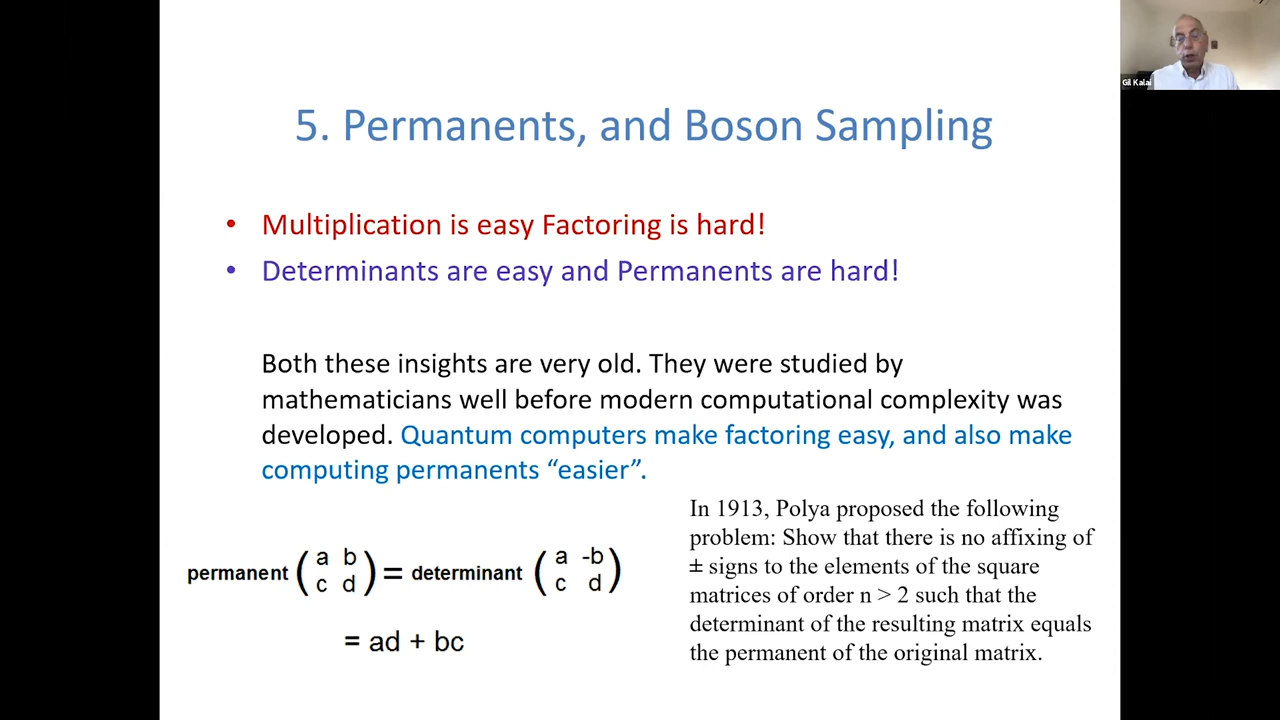 5. Permanents, and Boson Sampling
Gil Kalai
• Multiplication is easy Factoring is hard!
• Determinants are easy and Permanents are hard!
Both these insights are very old. They were studied by
mathematicians well before modern computational complexity was
developed. Quantum computers make factoring easy, and also make
computing permanents “easier”.
permanent ( a b
c d ) = determinant ( a -b
c d )
= ad + bc
In 1913, Polya proposed the following
problem: Show that there is no affixing of
± signs to the elements of the square
matrices of order n > 2 such that the
determinant of the resulting matrix equals
the permanent of the original matrix.